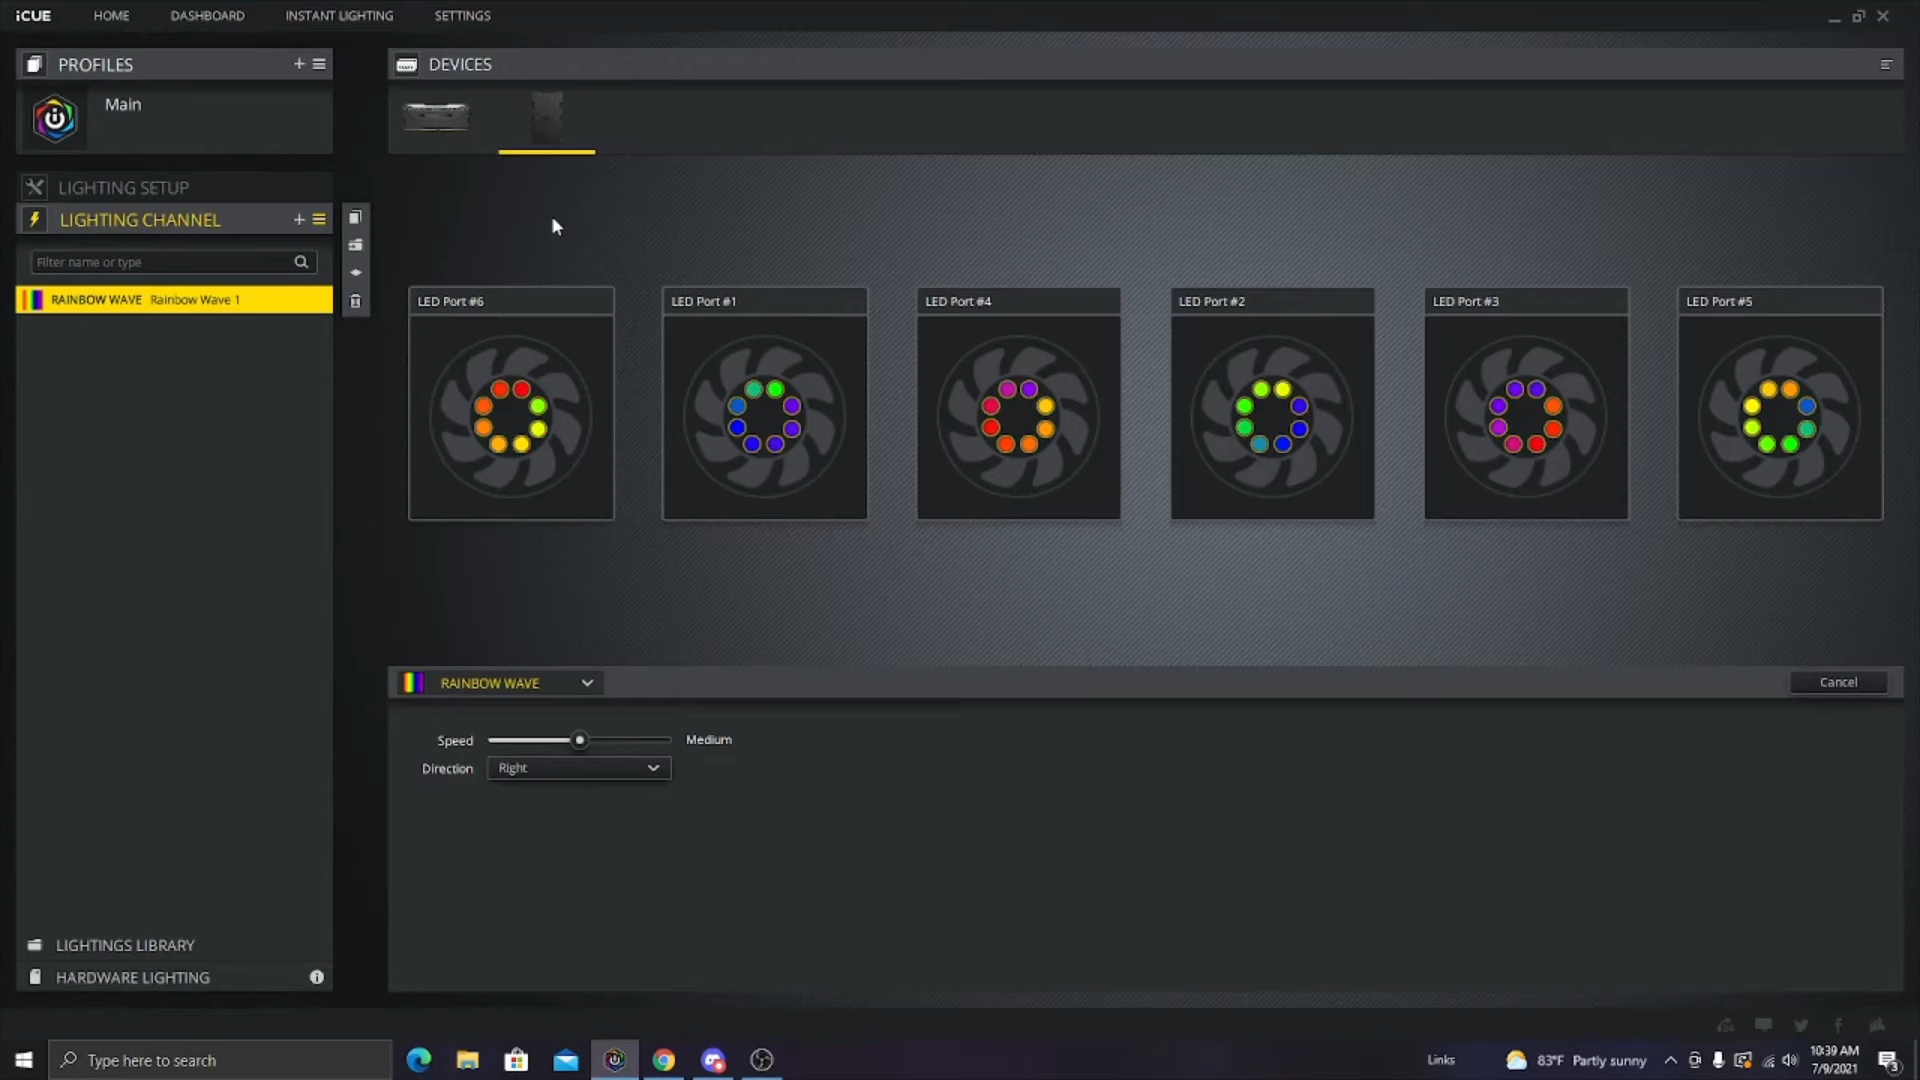 iCUE HOME DASHBOARD INSTANT LIGHTING SETTINGS
PROFILES
DEVICES
Main
LIGHTING SETUP
LIGHTING CHANNEL
Filter name or type
RAINBOW WAVE Rainbow Wave 1
LED Port #6
LED Port #1
LED Port #4
LED Port #2
LED Port #3
LED Port #5
RAINBOW WAVE
Cancel
Speed Medium
Direction Right
LIGHTINGS LIBRARY
HARDWARE LIGHTING
Type here to search
Links
83°F Partly sunny
10:39 AM
7/9/2021
3